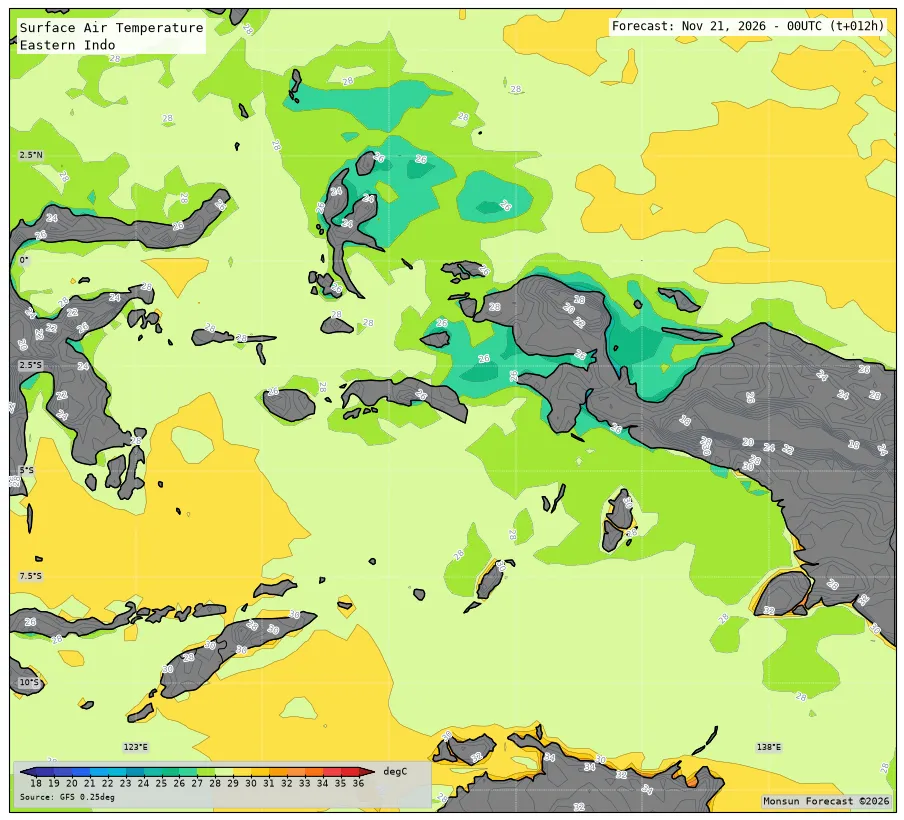 Surface Air Temperature
Eastern Indo
Forecast: Nov 21, 2026 - 00UTC (t+012h)
2.5°N
0°
2.5°S
5°S
7.5°S
10°S
123°E
138°E
18 19 20 21 22 23 24 25 26 27 28 29 30 31 32 33 34 35 36
degC
Source: GFS 0.25deg
Monsun Forecast ©2026